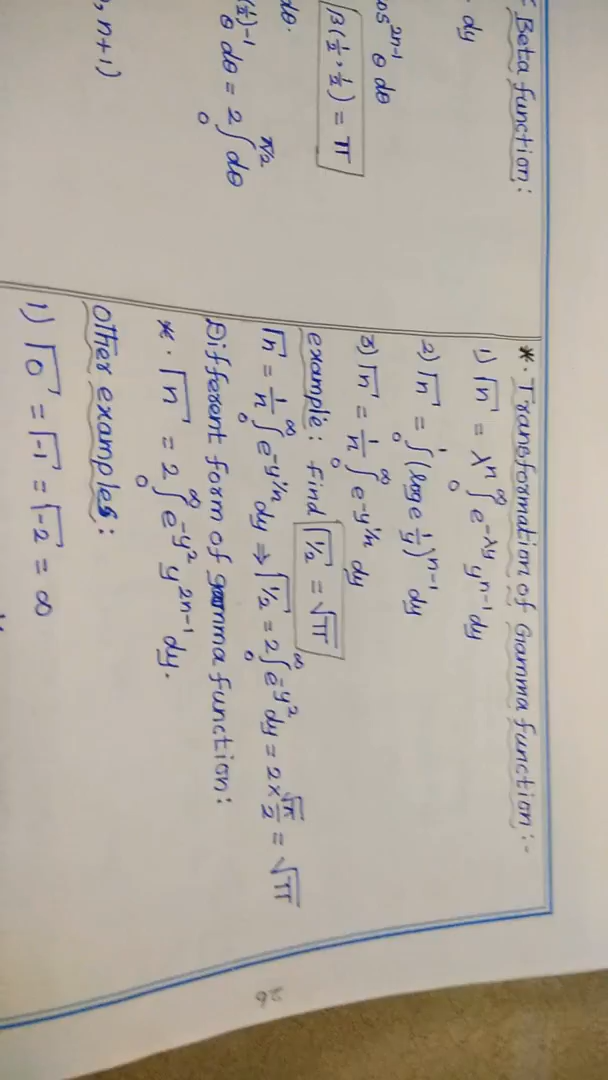 Beta function:
dy
cos^{2n-1} θ dθ
β(1/2, 1/2) = π
dθ.
(1/2)-1
θ dθ = 2 ∫_0^{π/2} dθ
, n+1)
*. Transformation of Gamma function:-
1) Γn = λ^n ∫_0^∞ e^{-λy} y^{n-1} dy
2) Γn = ∫_0^1 (log e 1/y)^{n-1} dy
3) Γn = 1/n ∫_0^∞ e^{-y^{1/n}} dy
example: find Γ1/2 = √π
Γn = 1/n ∫_0^∞ e^{-y^{1/n}} dy ⇒ Γ1/2 = 2 ∫_0^∞ e^{-y^2} dy = 2 × √π/2 = √π
Different form of gamma function:
*. Γn = 2 ∫_0^∞ e^{-y^2} y^{2n-1} dy.
Other examples:
1) Γ0 = Γ-1 = Γ-2 = ∞
26